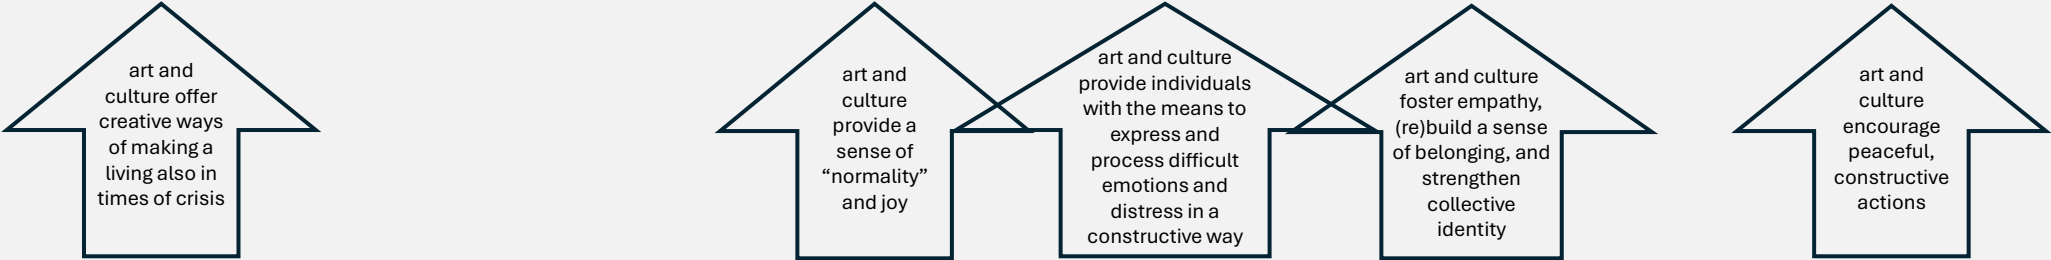 art and
culture offer
creative ways
of making a
living also in
times of crisis
art and
culture
provide a
sense of
“normality”
and joy
art and culture
provide individuals
with the means to
express and
process difficult
emotions and
distress in a
constructive way
art and culture
foster empathy,
(re)build a sense
of belonging, and
strengthen
collective
identity
art and
culture
encourage
peaceful,
constructive
actions